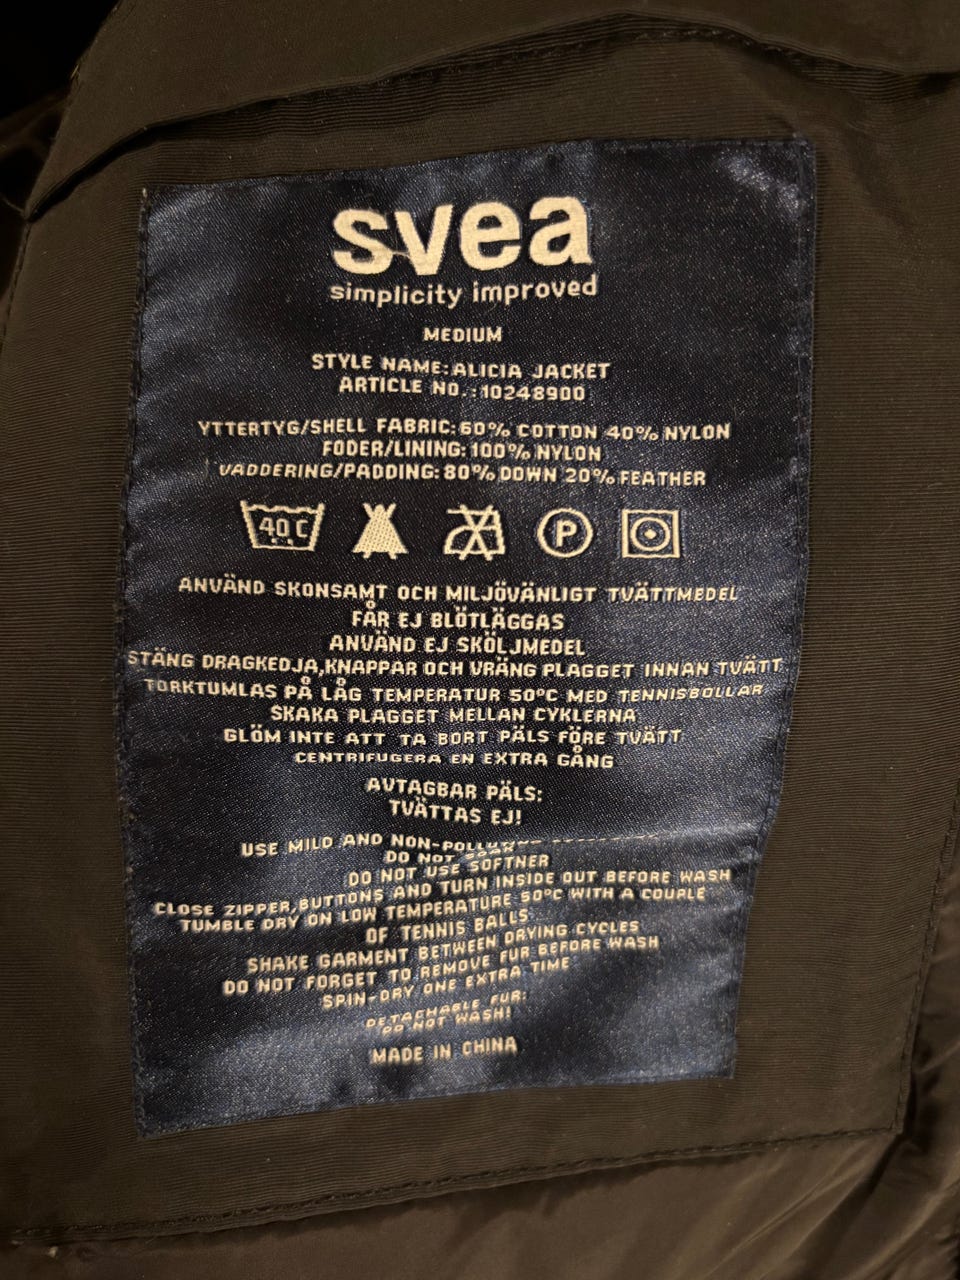 svea
simplicity improved
MEDIUM
STYLE NAME:ALICIA JACKET
ARTICLE NO.:10248900
YTTERTYG/SHELL FABRIC:60% COTTON 40% NYLON
FODER/LINING:100% NYLON
VADDERING/PADDING:80% DOWN 20% FEATHER
40 C P
ANVÄND SKONSAMT OCH MILJÖVÄNLIGT TVÄTTMEDEL
FÅR EJ BLÖTLÄGGAS
ANVÄND EJ SKÖLJMEDEL
STÄNG DRAGKEDJA,KNAPPAR OCH VRÄNG PLAGGET INNAN TVÄTT
TORKTUMLAS PÅ LÅG TEMPERATUR 50°C MED TENNISBOLLAR
SKAKA PLAGGET MELLAN CYKLERNA
GLÖM INTE ATT TA BORT PÄLS FÖRE TVÄTT
CENTRIFUGERA EN EXTRA GÅNG
AVTAGBAR PÄLS:
TVÄTTAS EJ!
USE MILD AND
DO NOT SOAK
DO NOT USE SOFTNER
CLOSE ZIPPER,BUTTONS AND TURN INSIDE OUT BEFORE WASH
TUMBLE DRY ON LOW TEMPERATURE 50°C WITH A COUPLE
OF TENNIS BALLS
SHAKE GARMENT BETWEEN DRYING CYCLES
DO NOT FORGET TO REMOVE FUR BEFORE WASH
SPIN-DRY ONE EXTRA TIME
DETACHABLE FUR:
DO NOT WASH!
MADE IN CHINA